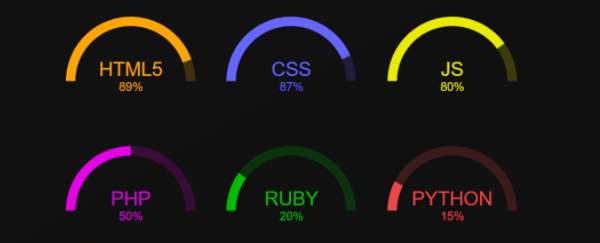 HTML5
89%
CSS
87%
JS
80%
PHP
50%
RUBY
20%
PYTHON
15%